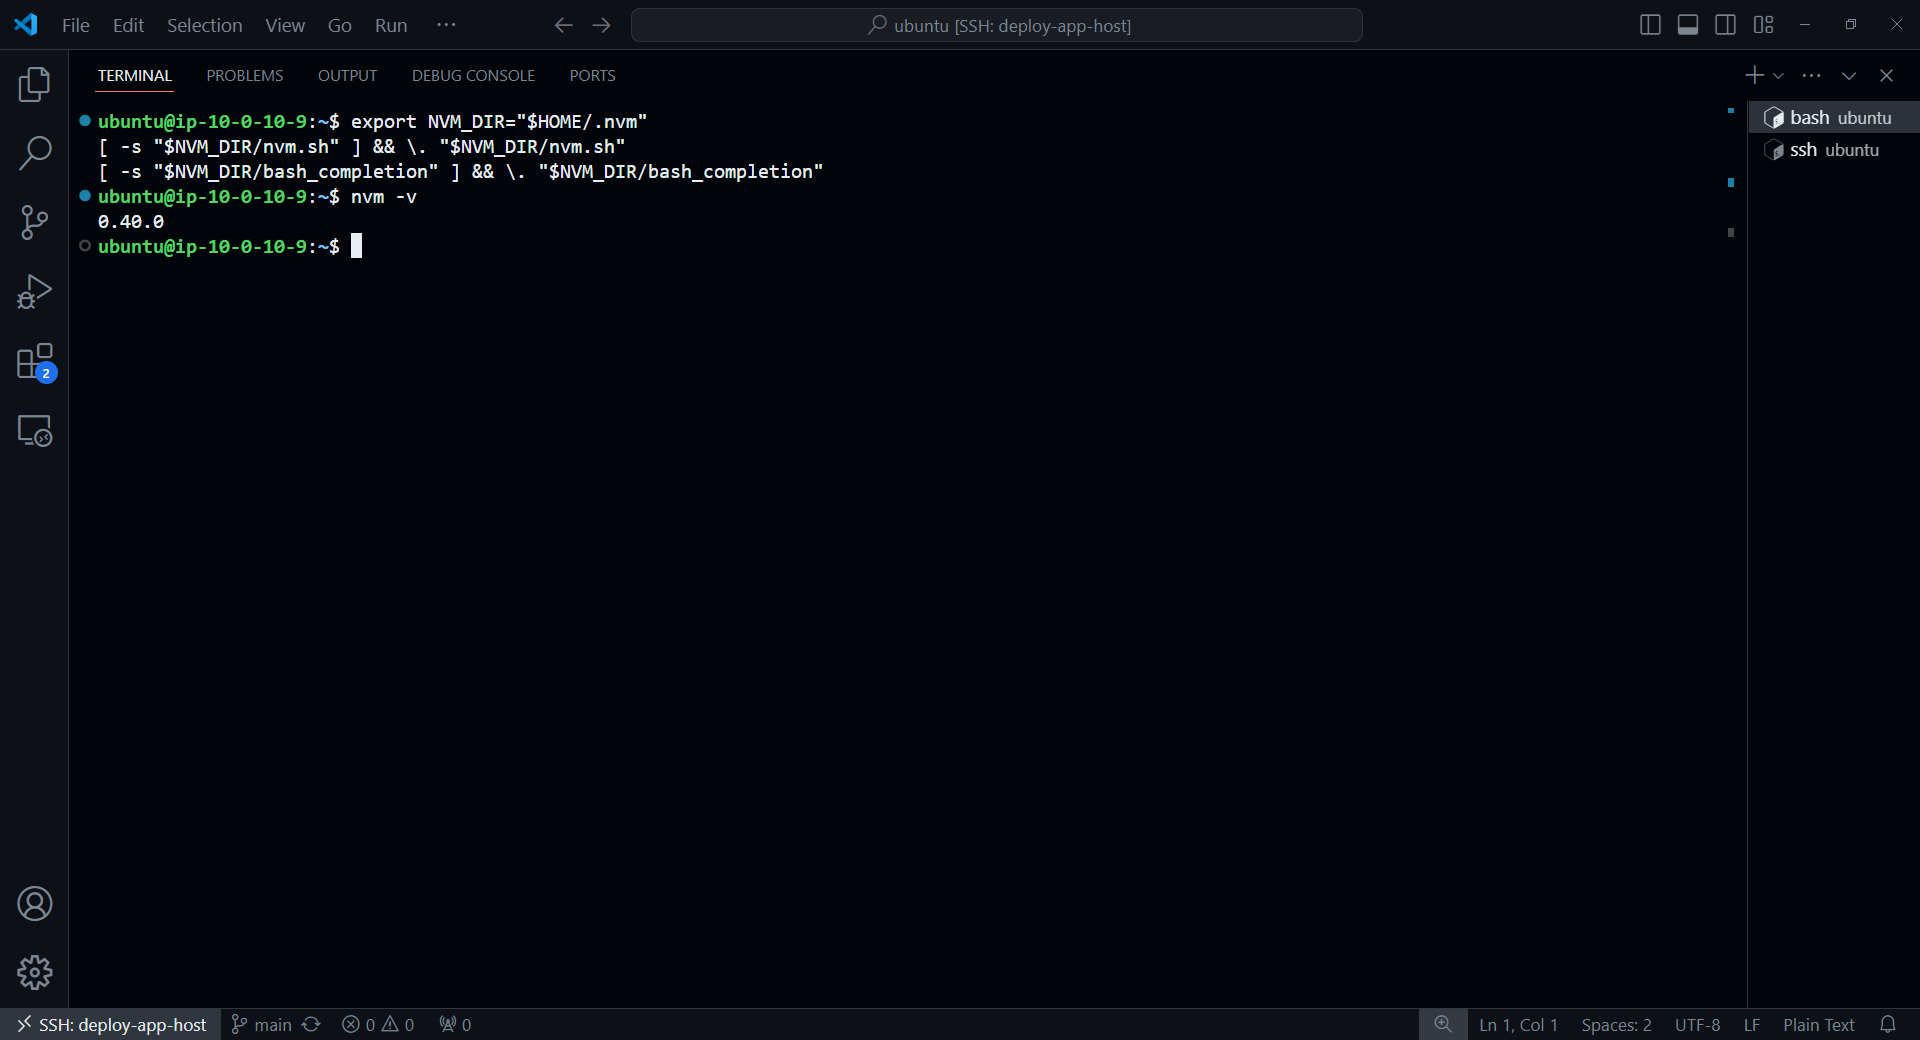 File Edit Selection View Go Run ···
ubuntu [SSH: deploy-app-host]
TERMINAL PROBLEMS OUTPUT DEBUG CONSOLE PORTS
ubuntu@ip-10-0-10-9:~$ export NVM_DIR="$HOME/.nvm"
[ -s "$NVM_DIR/nvm.sh" ] && \. "$NVM_DIR/nvm.sh"
[ -s "$NVM_DIR/bash_completion" ] && \. "$NVM_DIR/bash_completion"
ubuntu@ip-10-0-10-9:~$ nvm -v
0.40.0
ubuntu@ip-10-0-10-9:~$
bash ubuntu
ssh ubuntu
2
SSH: deploy-app-host main 0 0 0 Ln 1, Col 1 Spaces: 2 UTF-8 LF Plain Text